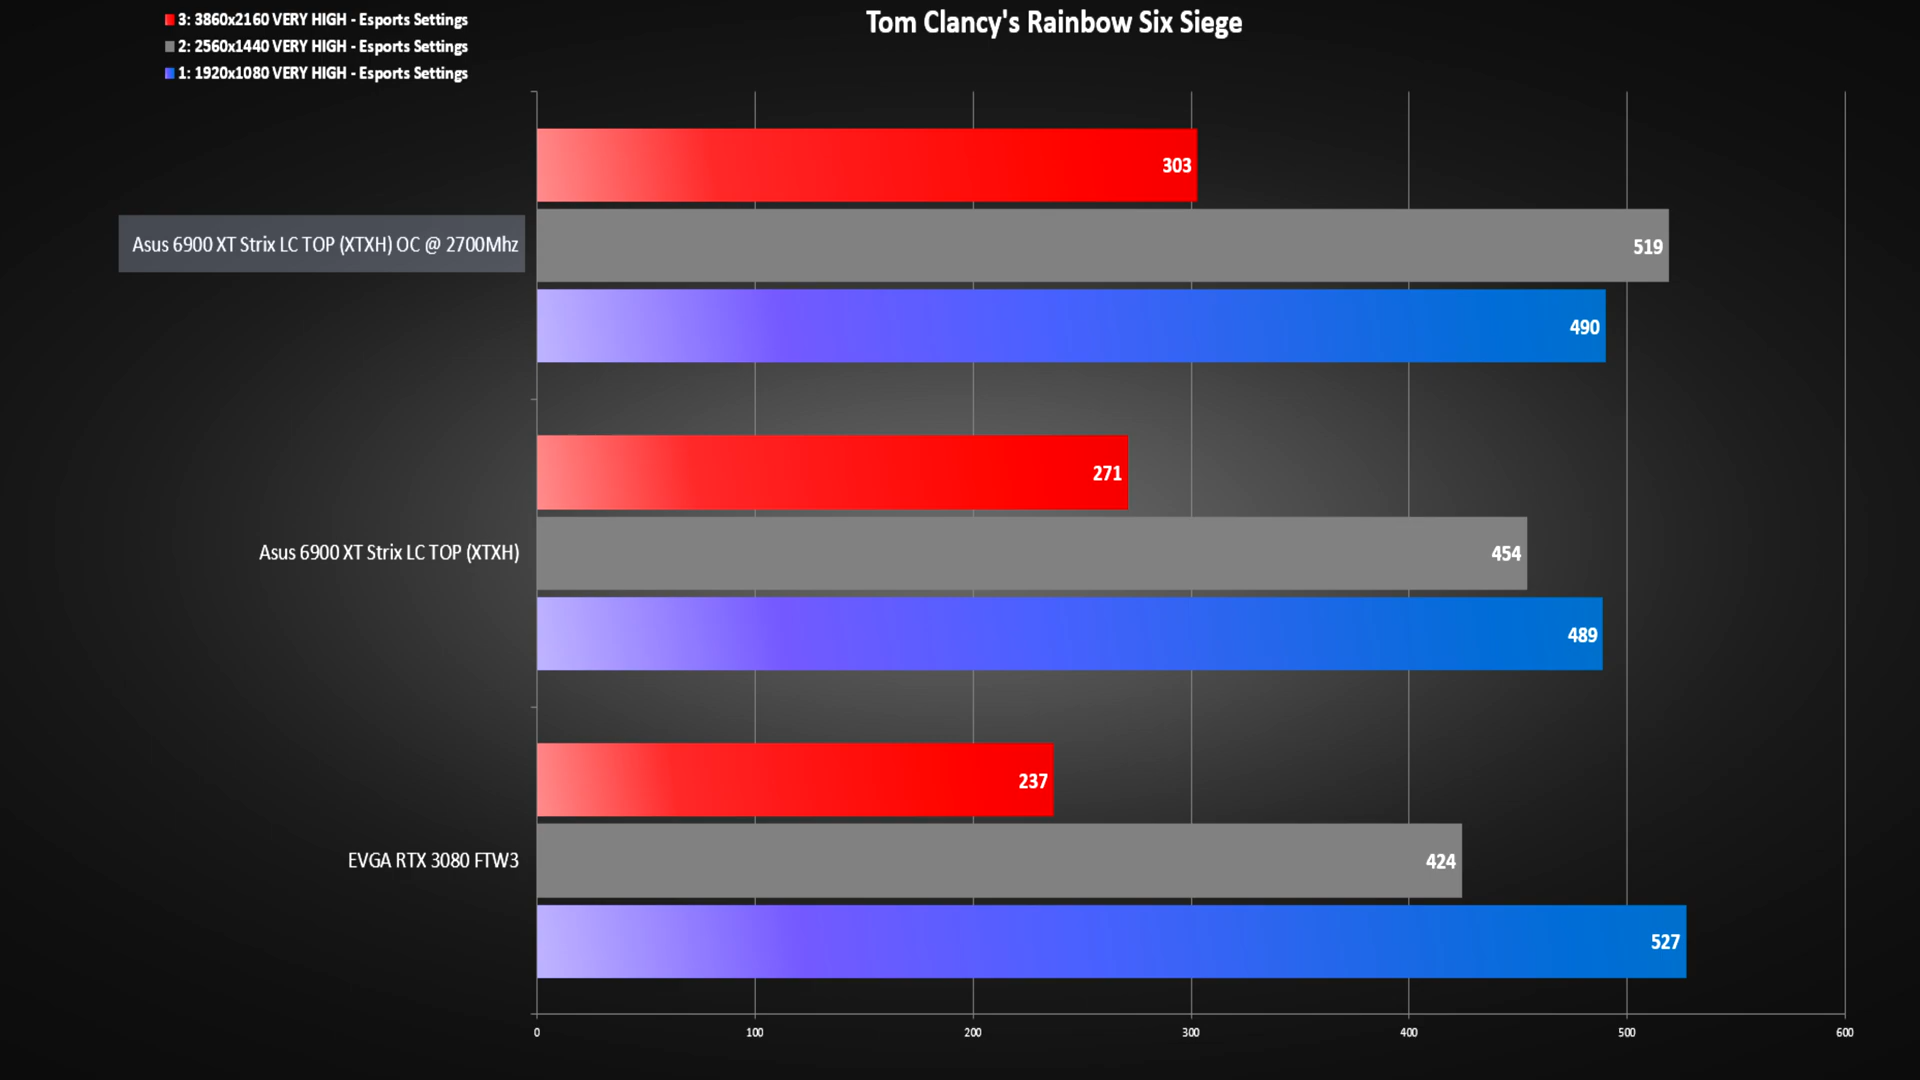 Tom Clancy's Rainbow Six Siege
3: 3860x2160 VERY HIGH - Esports Settings
2: 2560x1440 VERY HIGH - Esports Settings
1: 1920x1080 VERY HIGH - Esports Settings
303
Asus 6900 XT Strix LC TOP (XTXH) OC @ 2700Mhz
519
490
271
Asus 6900 XT Strix LC TOP (XTXH)
454
489
237
EVGA RTX 3080 FTW3
424
527
0 100 200 300 400 500 600